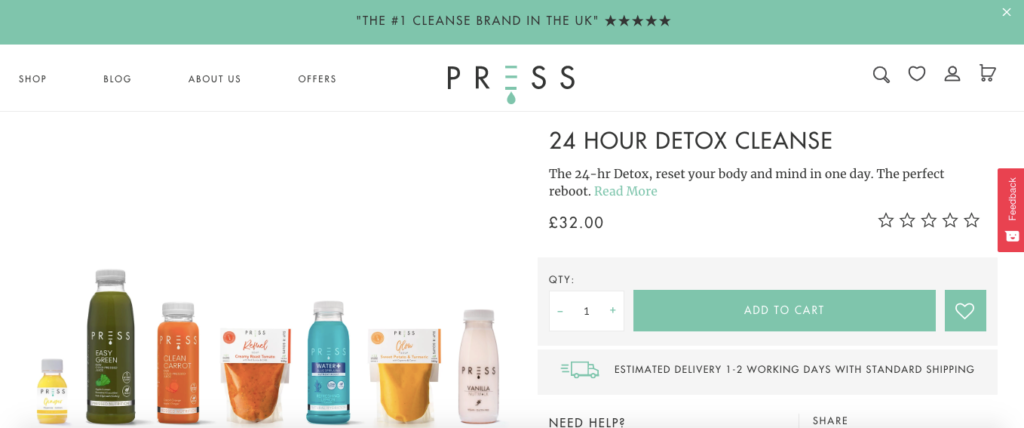 "THE #1 CLEANSE BRAND IN THE UK" ★★★★★
SHOP
BLOG
ABOUT US
OFFERS
PRESS
24 HOUR DETOX CLEANSE
The 24-hr Detox, reset your body and mind in one day. The perfect
reboot. Read More
£32.00
Feedback
QTY:
– 1 +
ADD TO CART
ESTIMATED DELIVERY 1-2 WORKING DAYS WITH STANDARD SHIPPING
NEED HELP?
SHARE
PRESS
PRESS
EASY
GREEN
PRESS
CLEAN
CARROT
PRESS
Refuel
PRESS
WATER+
PRESS
Glow
PRESS
VANILLA